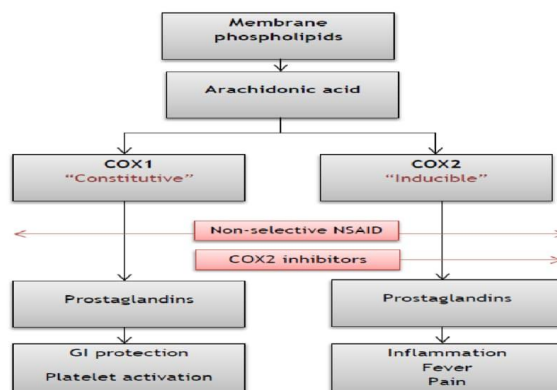 Membrane
phospholipids
Arachidonic acid
COX1
“Constitutive”
COX2
“Inducible”
Non-selective NSAID
COX2 inhibitors
Prostaglandins
Prostaglandins
GI protection
Platelet activation
Inflammation
Fever
Pain